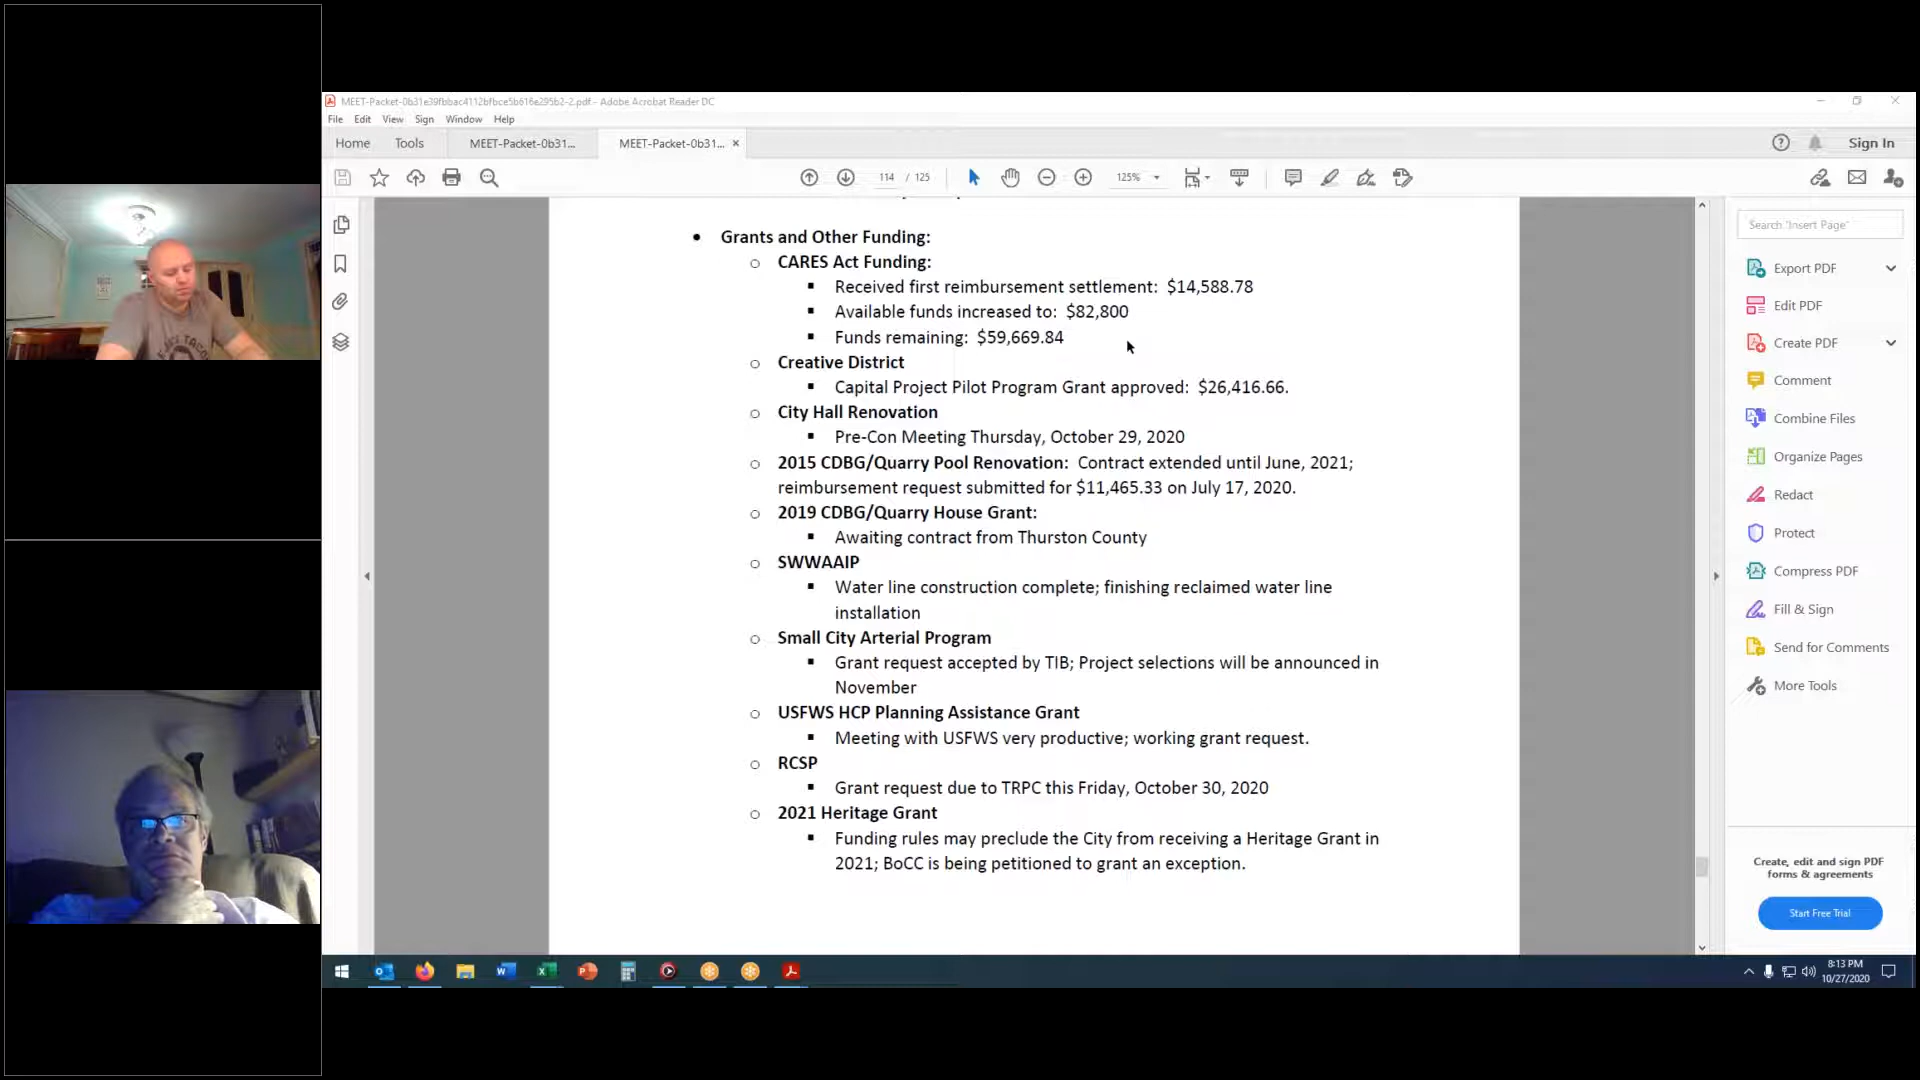 MEET-Packet-0b31e39fbbac4112bfbce5b616e295b2-2.pdf - Adobe Acrobat Reader DC
File Edit View Sign Window Help
Home Tools MEET-Packet-0b31... MEET-Packet-0b31... × Sign In
114 / 125 125%
• Grants and Other Funding:
○ CARES Act Funding:
▪ Received first reimbursement settlement: $14,588.78
▪ Available funds increased to: $82,800
▪ Funds remaining: $59,669.84
○ Creative District
▪ Capital Project Pilot Program Grant approved: $26,416.66.
○ City Hall Renovation
▪ Pre-Con Meeting Thursday, October 29, 2020
○ 2015 CDBG/Quarry Pool Renovation: Contract extended until June, 2021;
reimbursement request submitted for $11,465.33 on July 17, 2020.
○ 2019 CDBG/Quarry House Grant:
▪ Awaiting contract from Thurston County
○ SWWAAIP
▪ Water line construction complete; finishing reclaimed water line
installation
○ Small City Arterial Program
▪ Grant request accepted by TIB; Project selections will be announced in
November
○ USFWS HCP Planning Assistance Grant
▪ Meeting with USFWS very productive; working grant request.
○ RCSP
▪ Grant request due to TRPC this Friday, October 30, 2020
○ 2021 Heritage Grant
▪ Funding rules may preclude the City from receiving a Heritage Grant in
2021; BoCC is being petitioned to grant an exception.
Search "Insert Page"
Export PDF
Edit PDF
Create PDF
Comment
Combine Files
Organize Pages
Redact
Protect
Compress PDF
Fill & Sign
Send for Comments
More Tools
Create, edit and sign PDF
forms & agreements
Start Free Trial
8:13 PM
10/27/2020